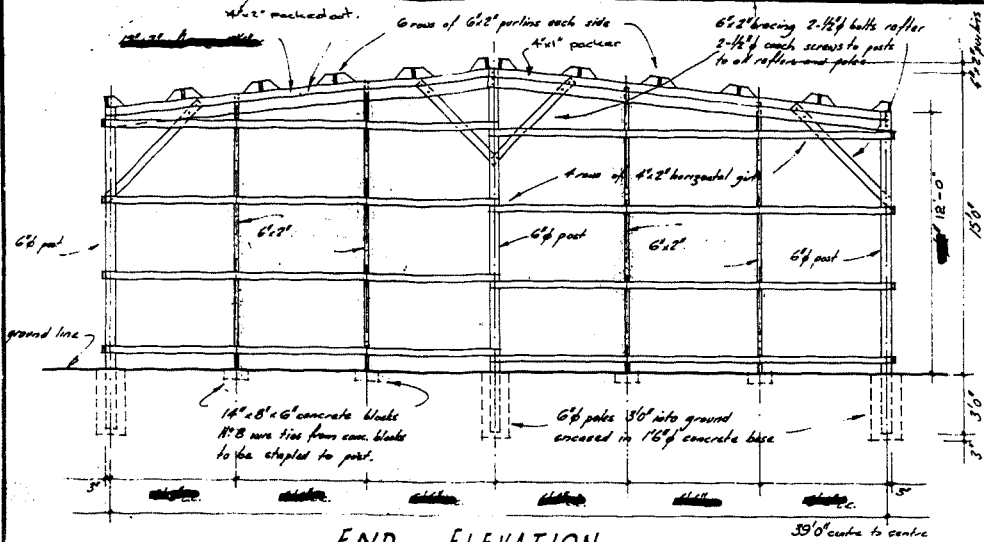 4"x2" packed out.
6 rows of 6"x2" purlins each side
4"x1" packer
6"x2" bracing 2-½"ϕ bolts rafter
2-½"ϕ coach screws to posts
to all rafters and poles
6"x2" purlins
4 rows of 4"x2" horizontal girt
12'-0"
15'0"
6"ϕ post
6"x2"
6"ϕ post
6"x2"
6"ϕ post
ground line
14"x8"x6" concrete blocks
Nº 8 wire ties from conc. blocks
to be stapled to post.
6"ϕ poles 3'0" into ground
encased in 1'6"ϕ concrete base
3'0"
3"
3"
3"
39'0" centre to centre
END ELEVATION